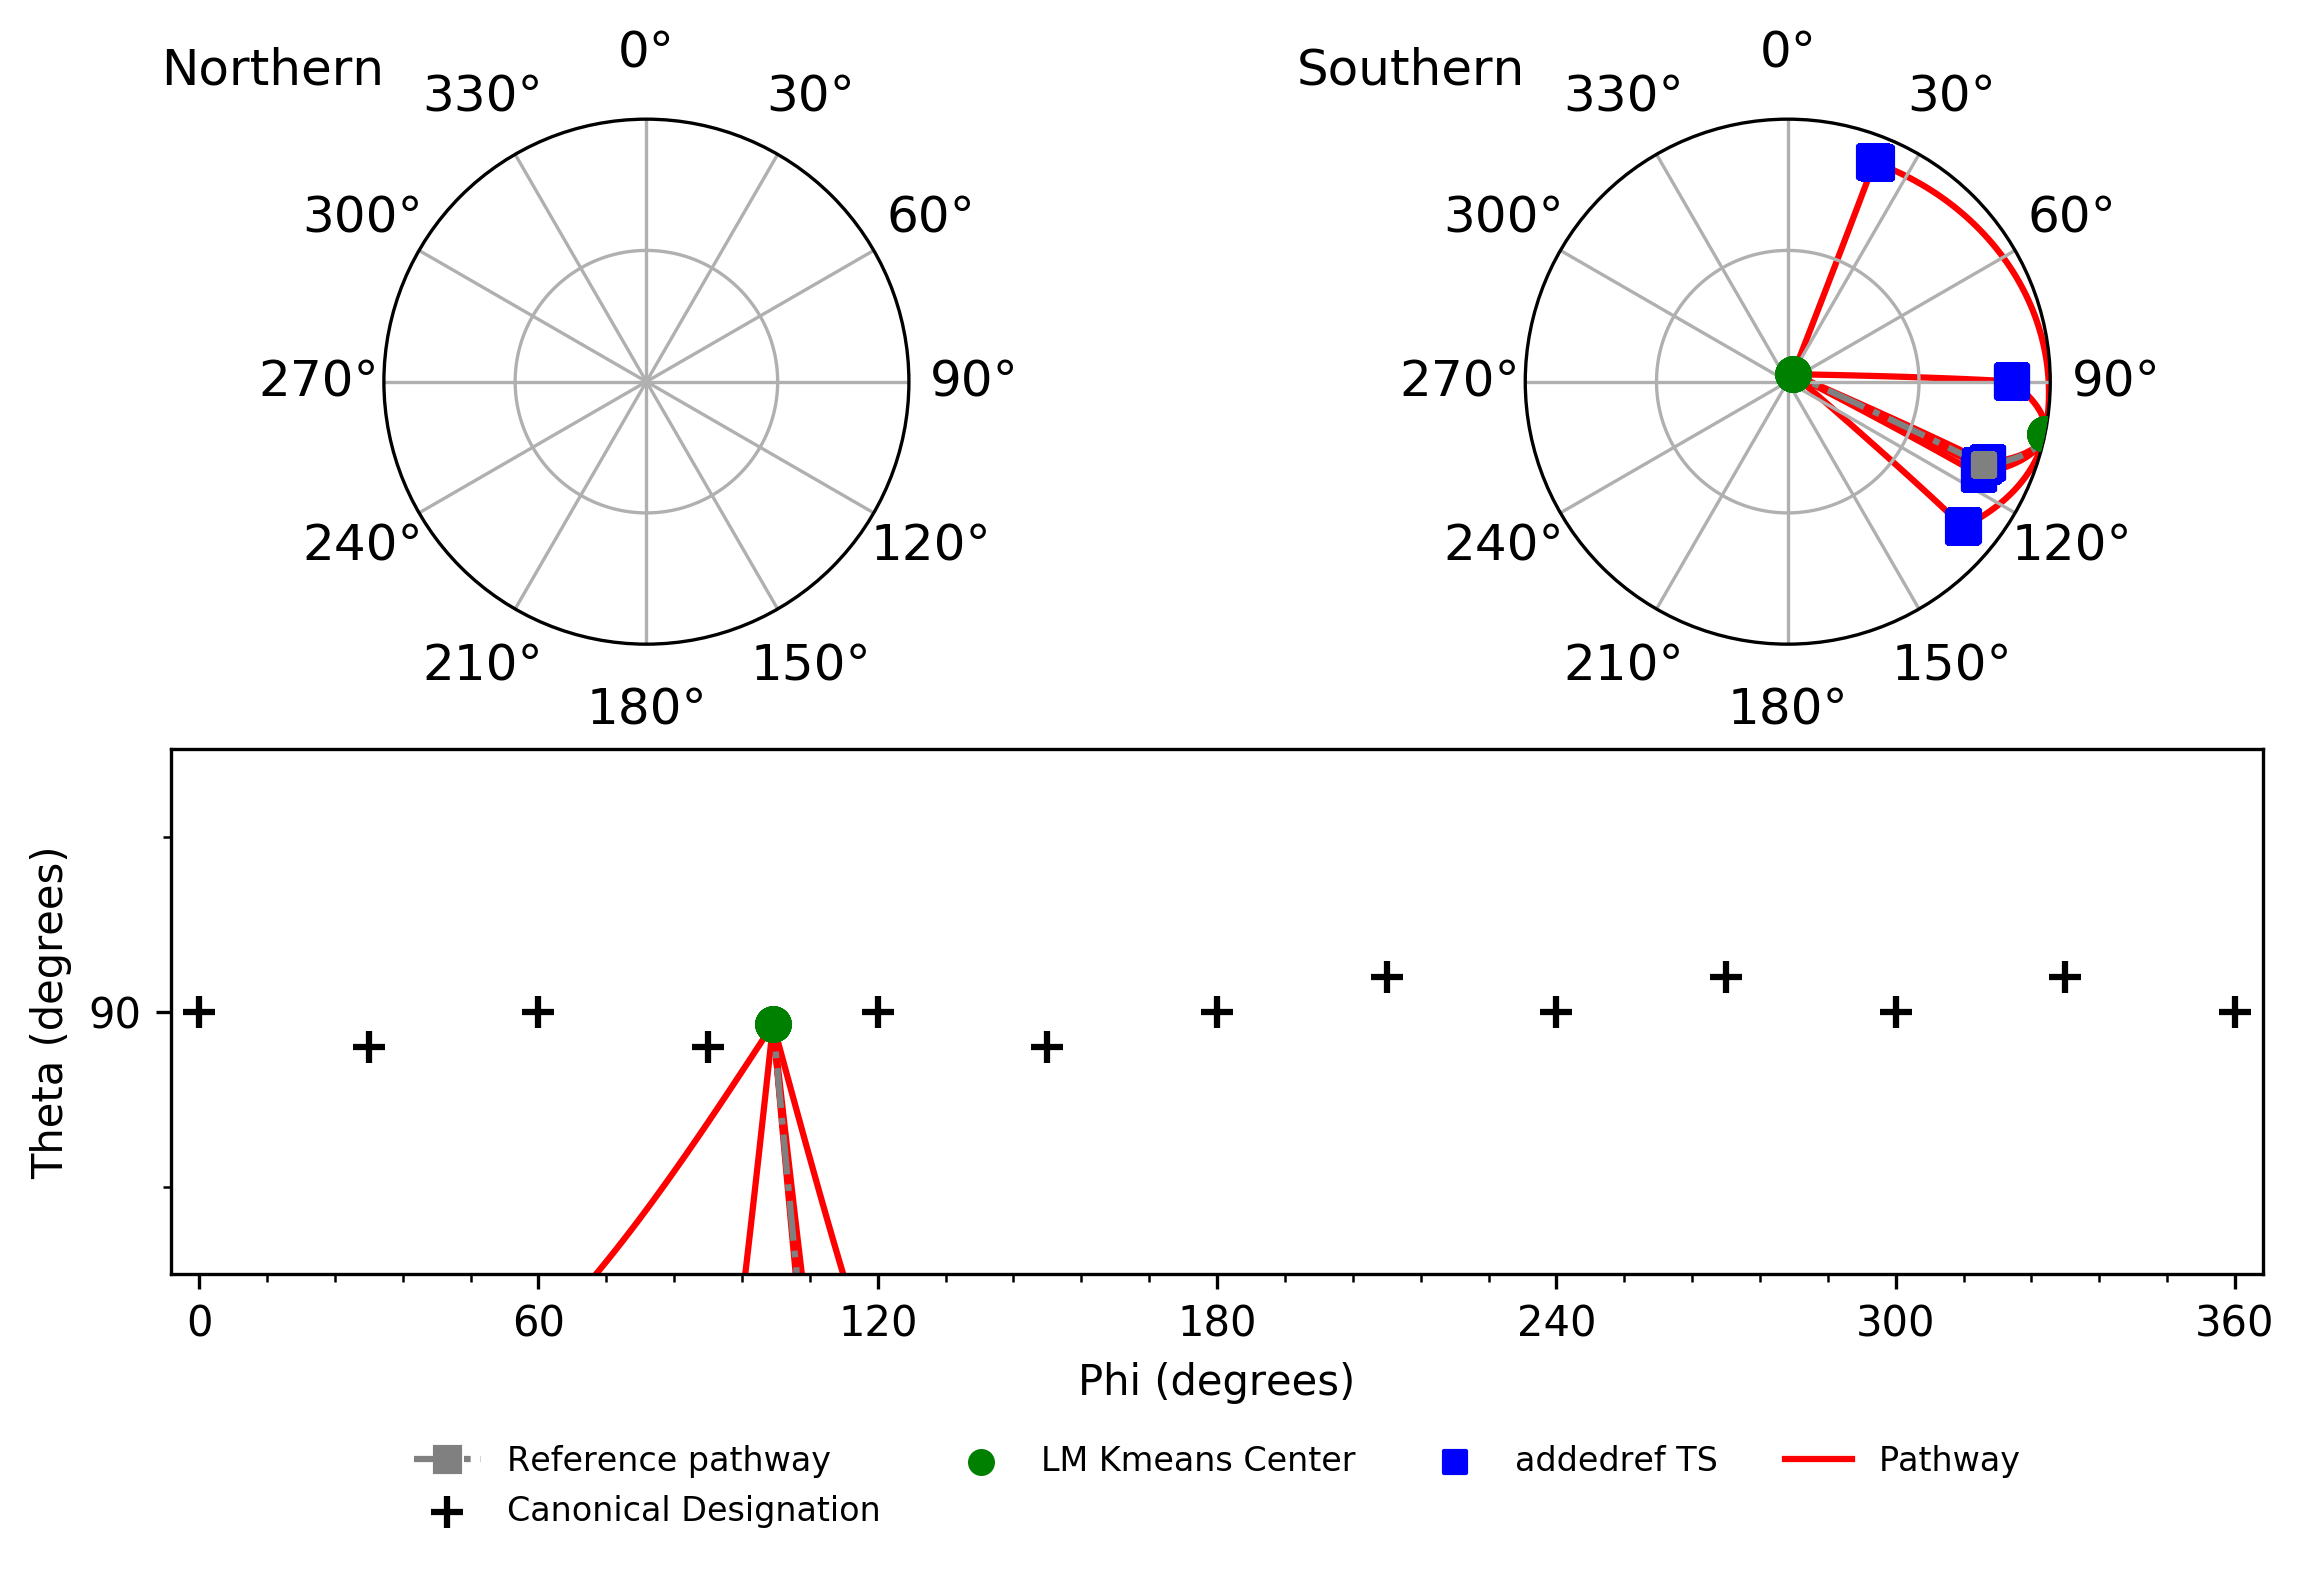 Northern
0°
30°
60°
90°
120°
150°
180°
210°
240°
270°
300°
330°
Southern
0°
30°
60°
90°
120°
150°
180°
210°
240°
270°
300°
330°
Theta (degrees)
90
0 60 120 180 240 300 360
Phi (degrees)
Reference pathway
Canonical Designation
LM Kmeans Center
addedref TS
Pathway